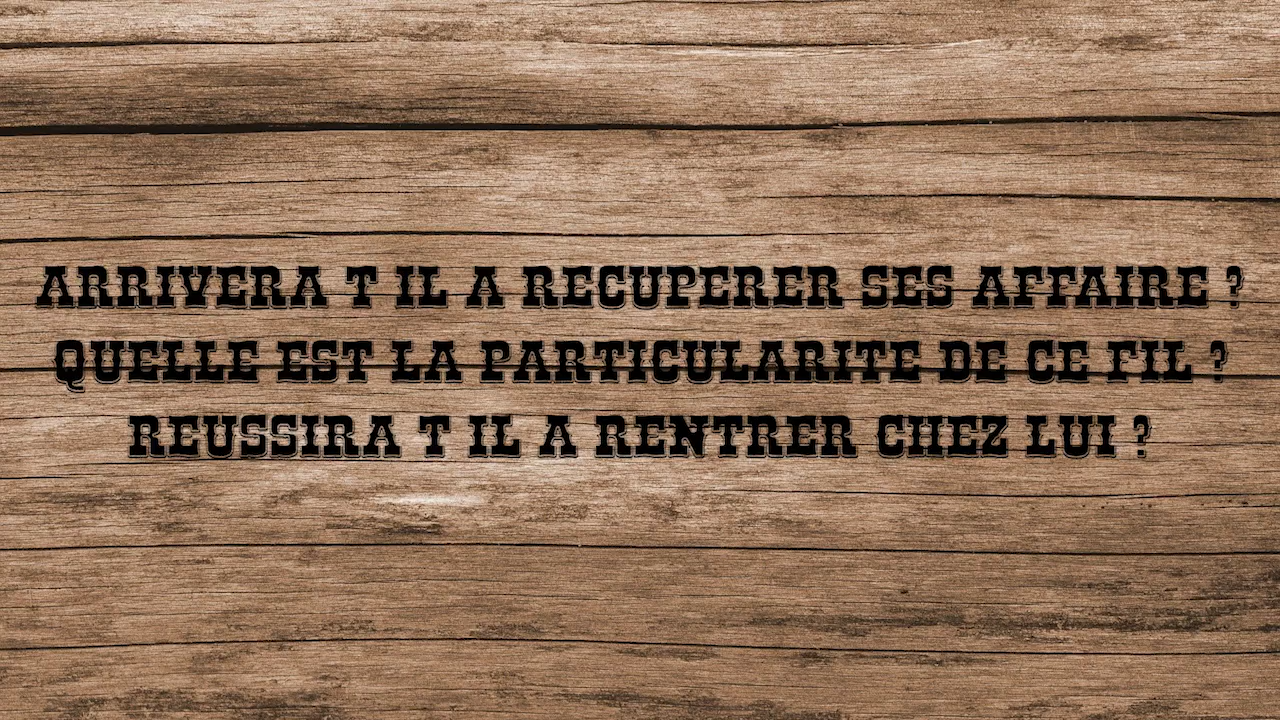 ARRIVERA T IL A RECUPERER SES AFFAIRE ?
QUELLE EST LA PARTICULARITE DE CE FIL ?
REUSSIRA T IL A RENTRER CHEZ LUI ?